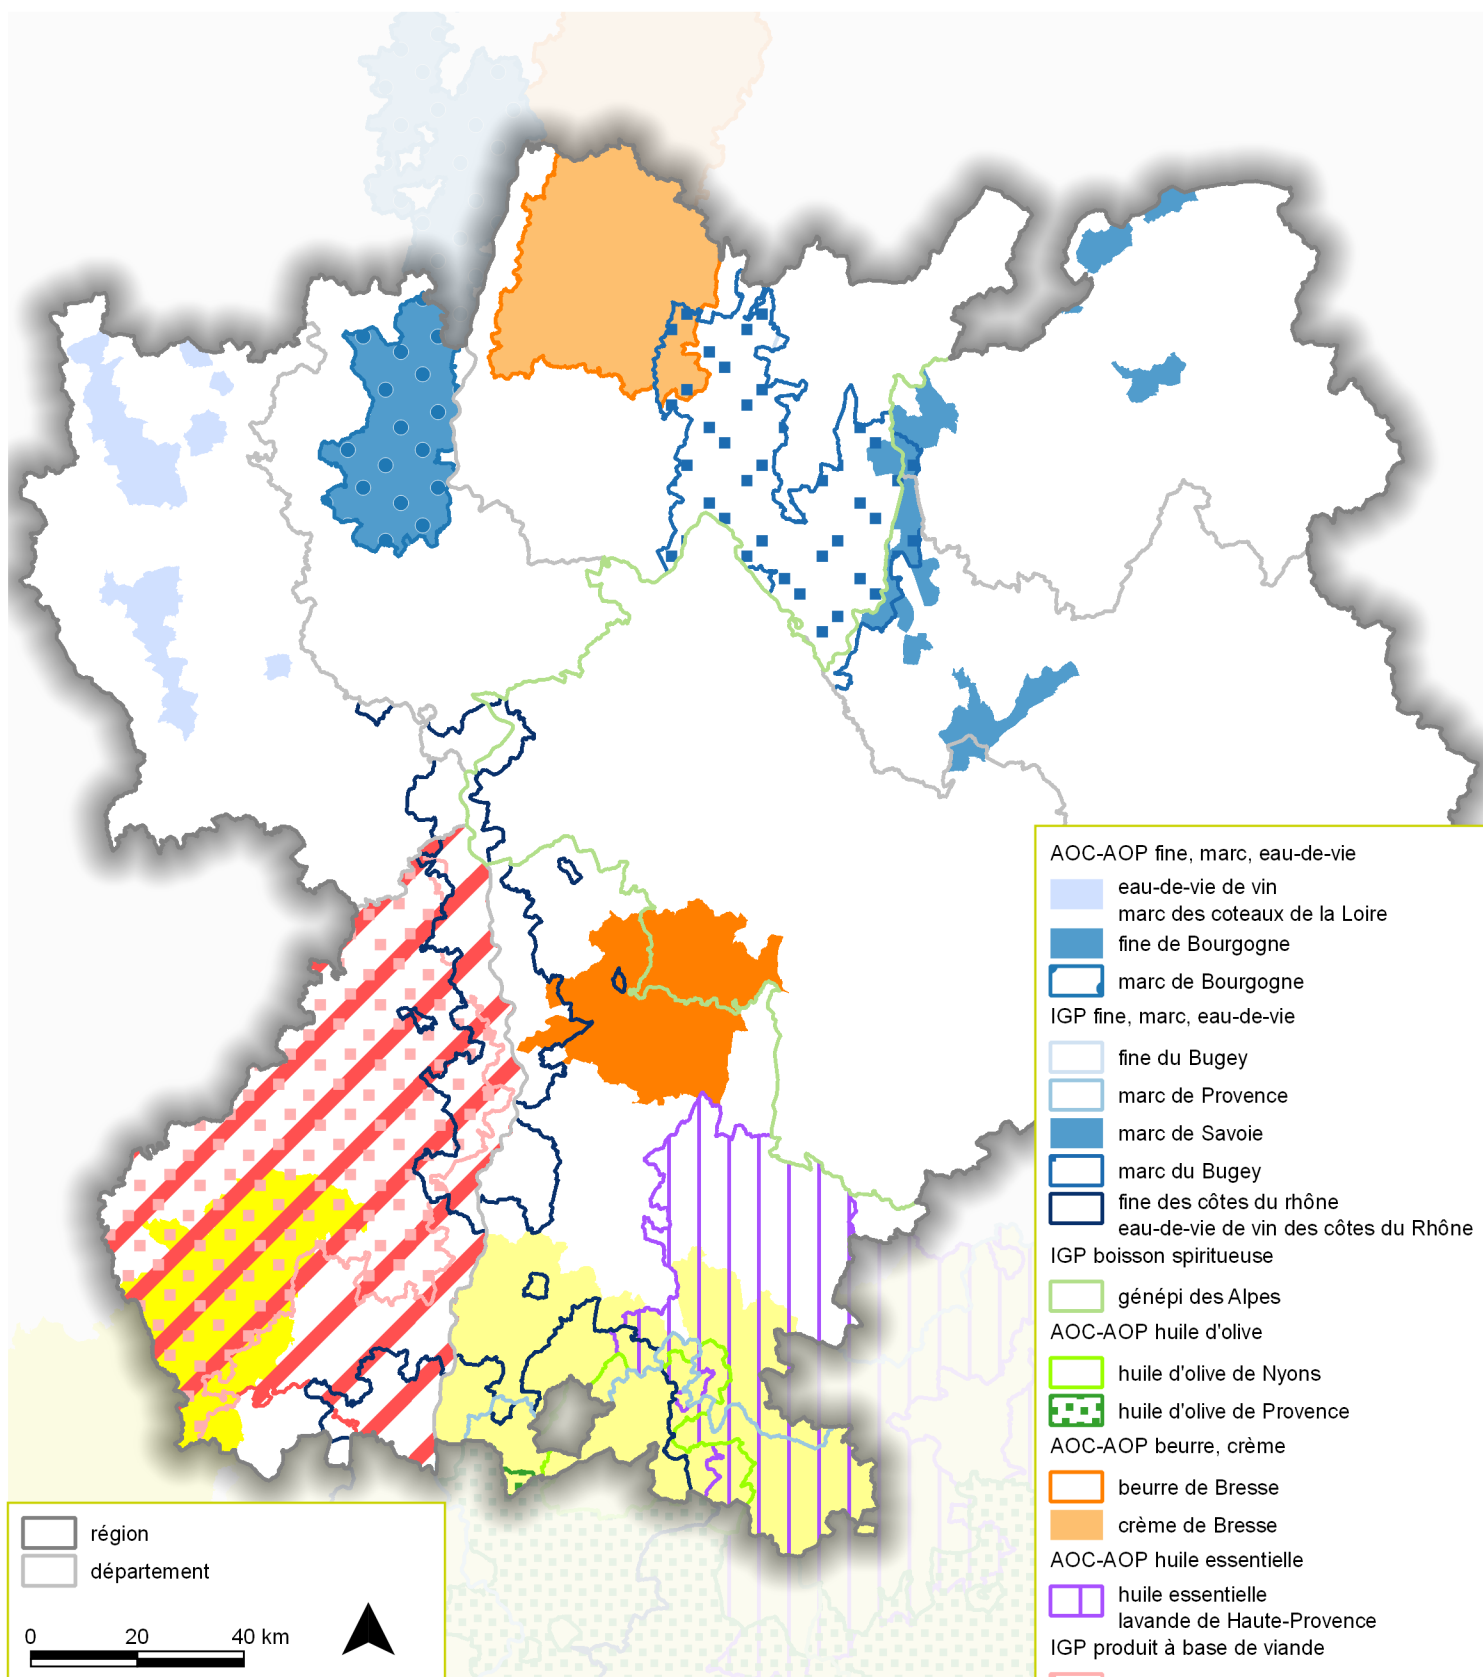 AOC-AOP fine, marc, eau-de-vie
eau-de-vie de vin
marc des coteaux de la Loire
fine de Bourgogne
marc de Bourgogne
IGP fine, marc, eau-de-vie
fine du Bugey
marc de Provence
marc de Savoie
marc du Bugey
fine des côtes du rhône
eau-de-vie de vin des côtes du Rhône
IGP boisson spiritueuse
génépi des Alpes
AOC-AOP huile d'olive
huile d'olive de Nyons
huile d'olive de Provence
AOC-AOP beurre, crème
beurre de Bresse
crème de Bresse
AOC-AOP huile essentielle
huile essentielle
lavande de Haute-Provence
IGP produit à base de viande
région
département
0 20 40 km